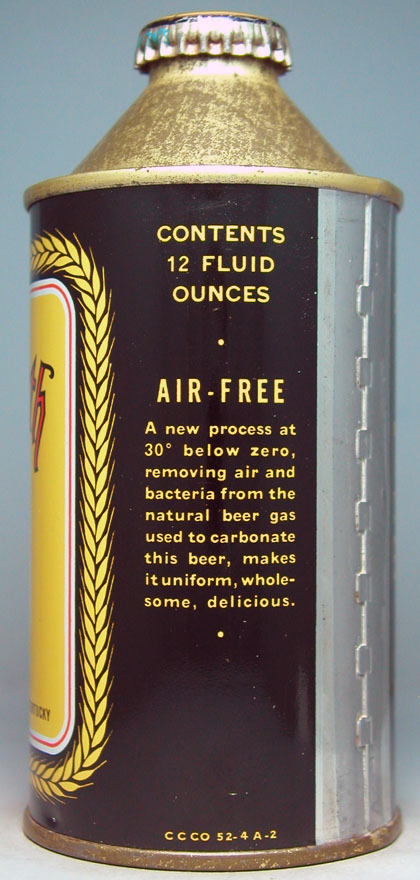 CONTENTS
12 FLUID
OUNCES
AIR-FREE
A new process at
30° below zero,
removing air and
bacteria from the
natural beer gas
used to carbonate
this beer, makes
it uniform, whole-
some, delicious.
CCCO 52-4A-2